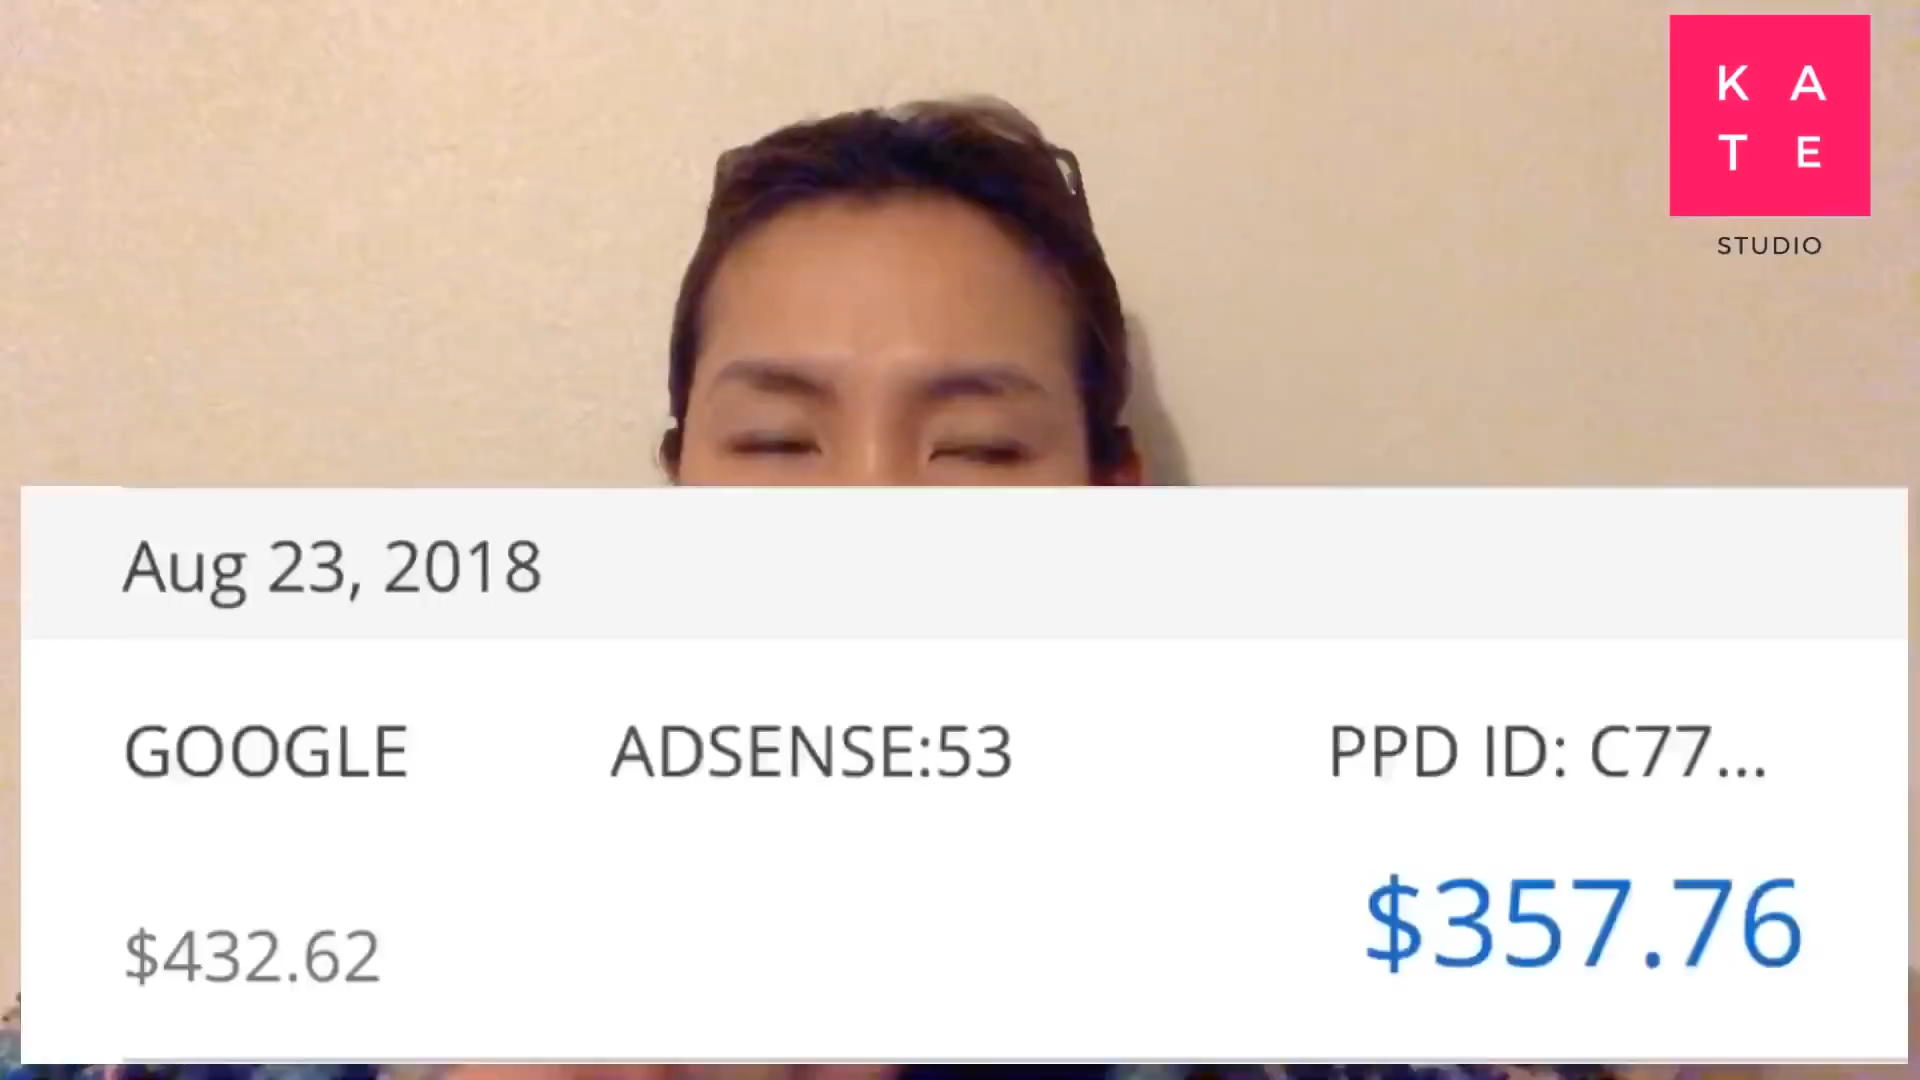 K A
T E
STUDIO
Aug 23, 2018
GOOGLE ADSENSE:53 PPD ID: C77...
$357.76
$432.62